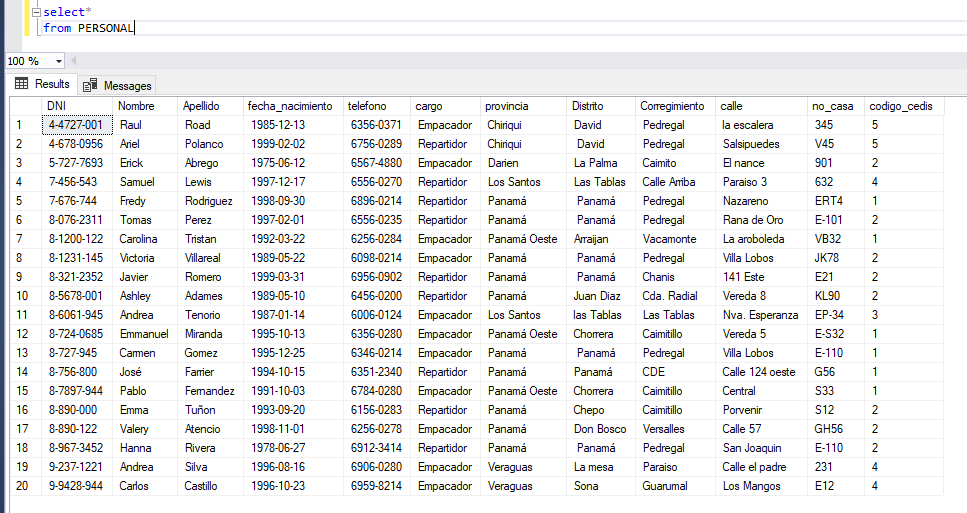 select*
from PERSONAL
100 %
Results Messages
DNI Nombre Apellido fecha_nacimiento telefono cargo provincia Distrito Corregimiento calle no_casa codigo_cedis
1 4-4727-001 Raul Road 1985-12-13 6356-0371 Empacador Chiriqui David Pedregal la escalera 345 5
2 4-678-0956 Ariel Polanco 1999-02-02 6756-0289 Repartidor Chiriqui David Pedregal Salsipuedes V45 5
3 5-727-7693 Erick Abrego 1975-06-12 6567-4880 Empacador Darien La Palma Caimito El nance 901 2
4 7-456-543 Samuel Lewis 1997-12-17 6556-0270 Repartidor Los Santos Las Tablas Calle Arriba Paraiso 3 632 4
5 7-676-744 Fredy Rodriguez 1998-09-30 6896-0214 Repartidor Panamá Panamá Pedregal Nazareno ERT4 1
6 8-076-2311 Tomas Perez 1997-02-01 6556-0235 Repartidor Panamá Panamá Pedregal Rana de Oro E-101 2
7 8-1200-122 Carolina Tristan 1992-03-22 6256-0284 Empacador Panamá Oeste Arraijan Vacamonte La aroboleda VB32 1
8 8-1231-145 Victoria Villareal 1989-05-22 6098-0214 Empacador Panamá Panamá Pedregal Villa Lobos JK78 2
9 8-321-2352 Javier Romero 1999-03-31 6956-0902 Repartidor Panamá Panamá Chanis 141 Este E21 2
10 8-5678-001 Ashley Adames 1989-05-10 6456-0200 Repartidor Panamá Juan Diaz Cda. Radial Vereda 8 KL90 2
11 8-6061-945 Andrea Tenorio 1987-01-14 6006-0124 Empacador Los Santos las Tablas Las Tablas Nva. Esperanza EP-34 3
12 8-724-0685 Emmanuel Miranda 1995-10-13 6356-0280 Empacador Panamá Oeste Chorrera Caimitillo Vereda 5 E-S32 1
13 8-727-945 Carmen Gomez 1995-12-25 6346-0214 Empacador Panamá Panamá Pedregal Villa Lobos E-110 1
14 8-756-800 José Farrier 1994-10-15 6351-2340 Repartidor Panamá Panamá CDE Calle 124 oeste G56 1
15 8-7897-944 Pablo Fernandez 1991-10-03 6784-0280 Empacador Panamá Oeste Chorrera Caimitillo Central S33 1
16 8-890-000 Emma Tuñon 1993-09-20 6156-0283 Repartidor Panamá Chepo Caimitillo Porvenir S12 2
17 8-890-122 Valery Atencio 1998-11-01 6256-0278 Empacador Panamá Don Bosco Versalles Calle 57 GH56 2
18 8-967-3452 Hanna Rivera 1978-06-27 6912-3414 Repartidor Panamá Panamá Pedregal San Joaquin E-110 2
19 9-237-1221 Andrea Silva 1996-08-16 6906-0280 Empacador Veraguas La mesa Paraiso Calle el padre 231 4
20 9-9428-944 Carlos Castillo 1996-10-23 6959-8214 Empacador Veraguas Sona Guarumal Los Mangos E12 4